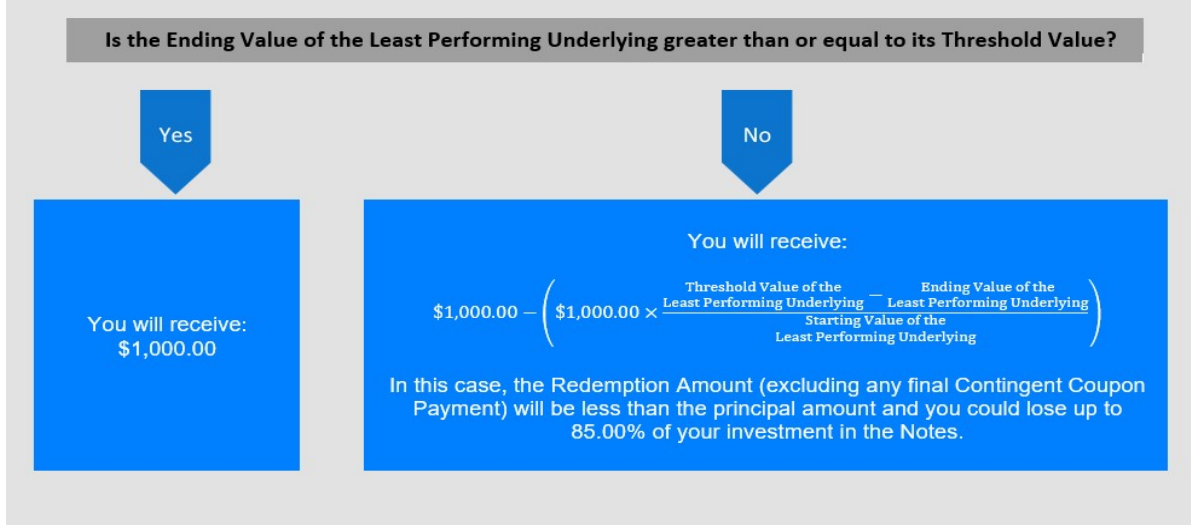 Is the Ending Value of the Least Performing Underlying greater than or equal to its Threshold Value?
Yes
No
You will receive:
$1,000.00
You will receive:
$1,000.00 − ($1,000.00 × (Threshold Value of the Least Performing Underlying − Ending Value of the Least Performing Underlying) / Starting Value of the Least Performing Underlying)
In this case, the Redemption Amount (excluding any final Contingent Coupon
Payment) will be less than the principal amount and you could lose up to
85.00% of your investment in the Notes.